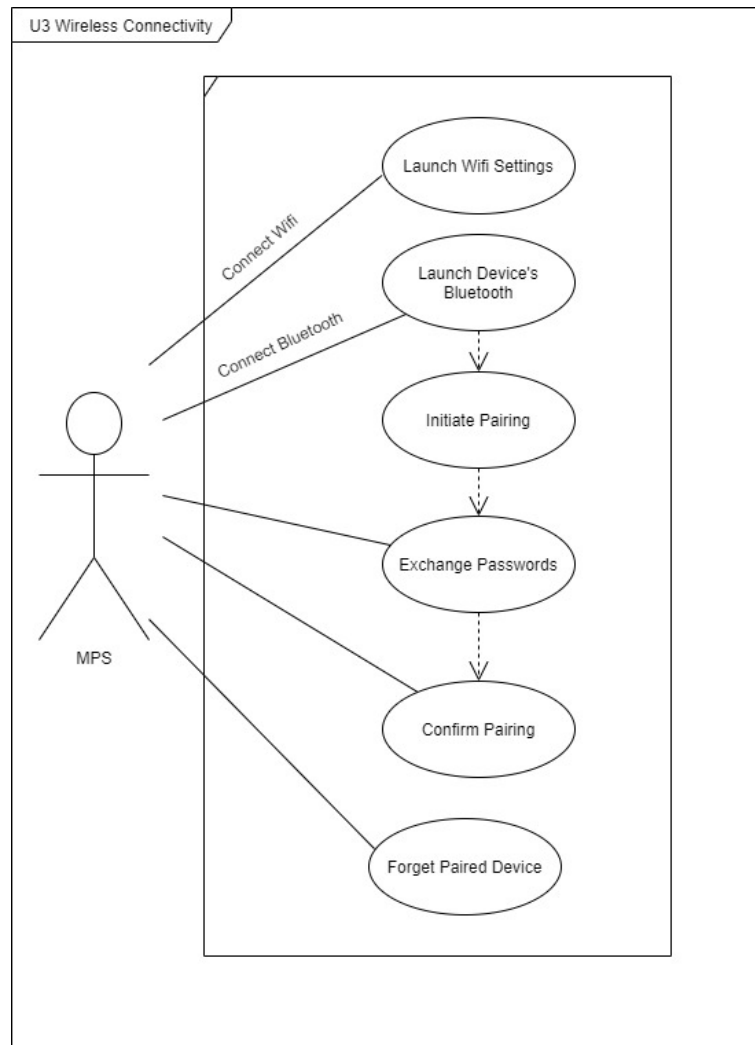 U3 Wireless Connectivity
Launch Wifi Settings
Connect Wifi
Launch Device's
Bluetooth
Connect Bluetooth
Initiate Pairing
Exchange Passwords
MPS
Confirm Pairing
Forget Paired Device